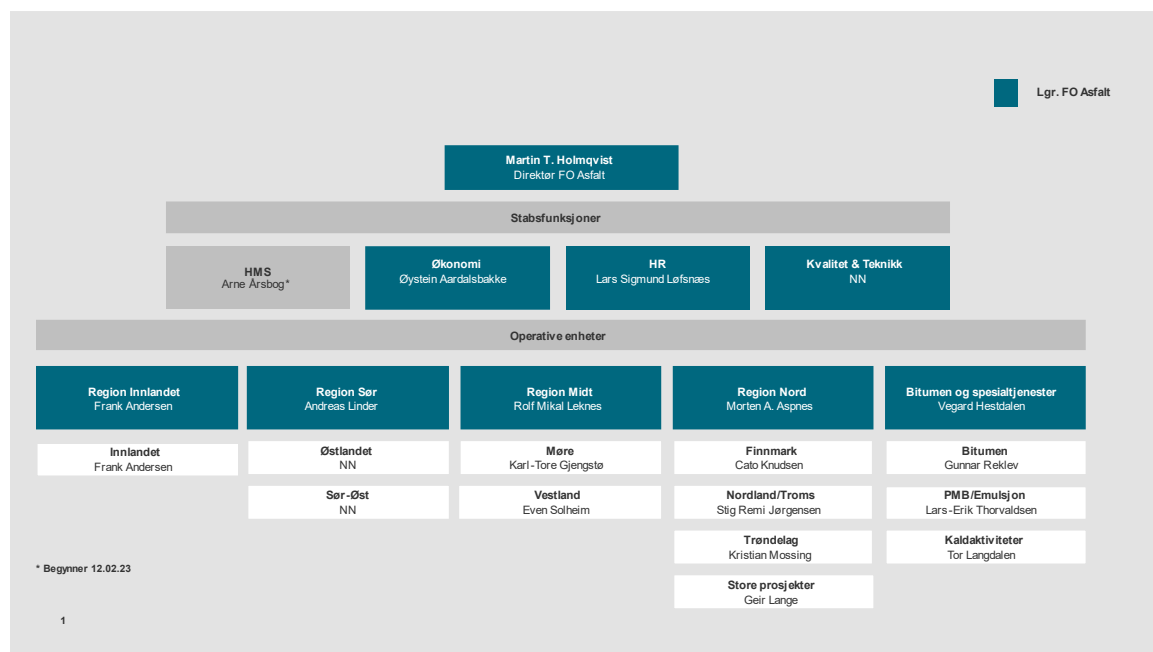 Lgr. FO Asfalt
Martin T. Holmqvist
Direktør FO Asfalt
Stabsfunksjoner
HMS
Arne Årsbog*
Økonomi
Øystein Aardalsbakke
HR
Lars Sigmund Løfsnæs
Kvalitet & Teknikk
NN
Operative enheter
Region Innlandet
Frank Andersen
Region Sør
Andreas Linder
Region Midt
Rolf Mikal Leknes
Region Nord
Morten A. Aspnes
Bitumen og spesialtjenester
Vegard Hestdalen
Innlandet
Frank Andersen
Østlandet
NN
Møre
Karl-Tore Gjengstø
Finnmark
Cato Knudsen
Bitumen
Gunnar Reklev
Sør-Øst
NN
Vestland
Even Solheim
Nordland/Troms
Stig Remi Jørgensen
PMB/Emulsjon
Lars-Erik Thorvaldsen
Trøndelag
Kristian Mossing
Kaldaktiviteter
Tor Langdalen
Store prosjekter
Geir Lange
* Begynner 12.02.23
1